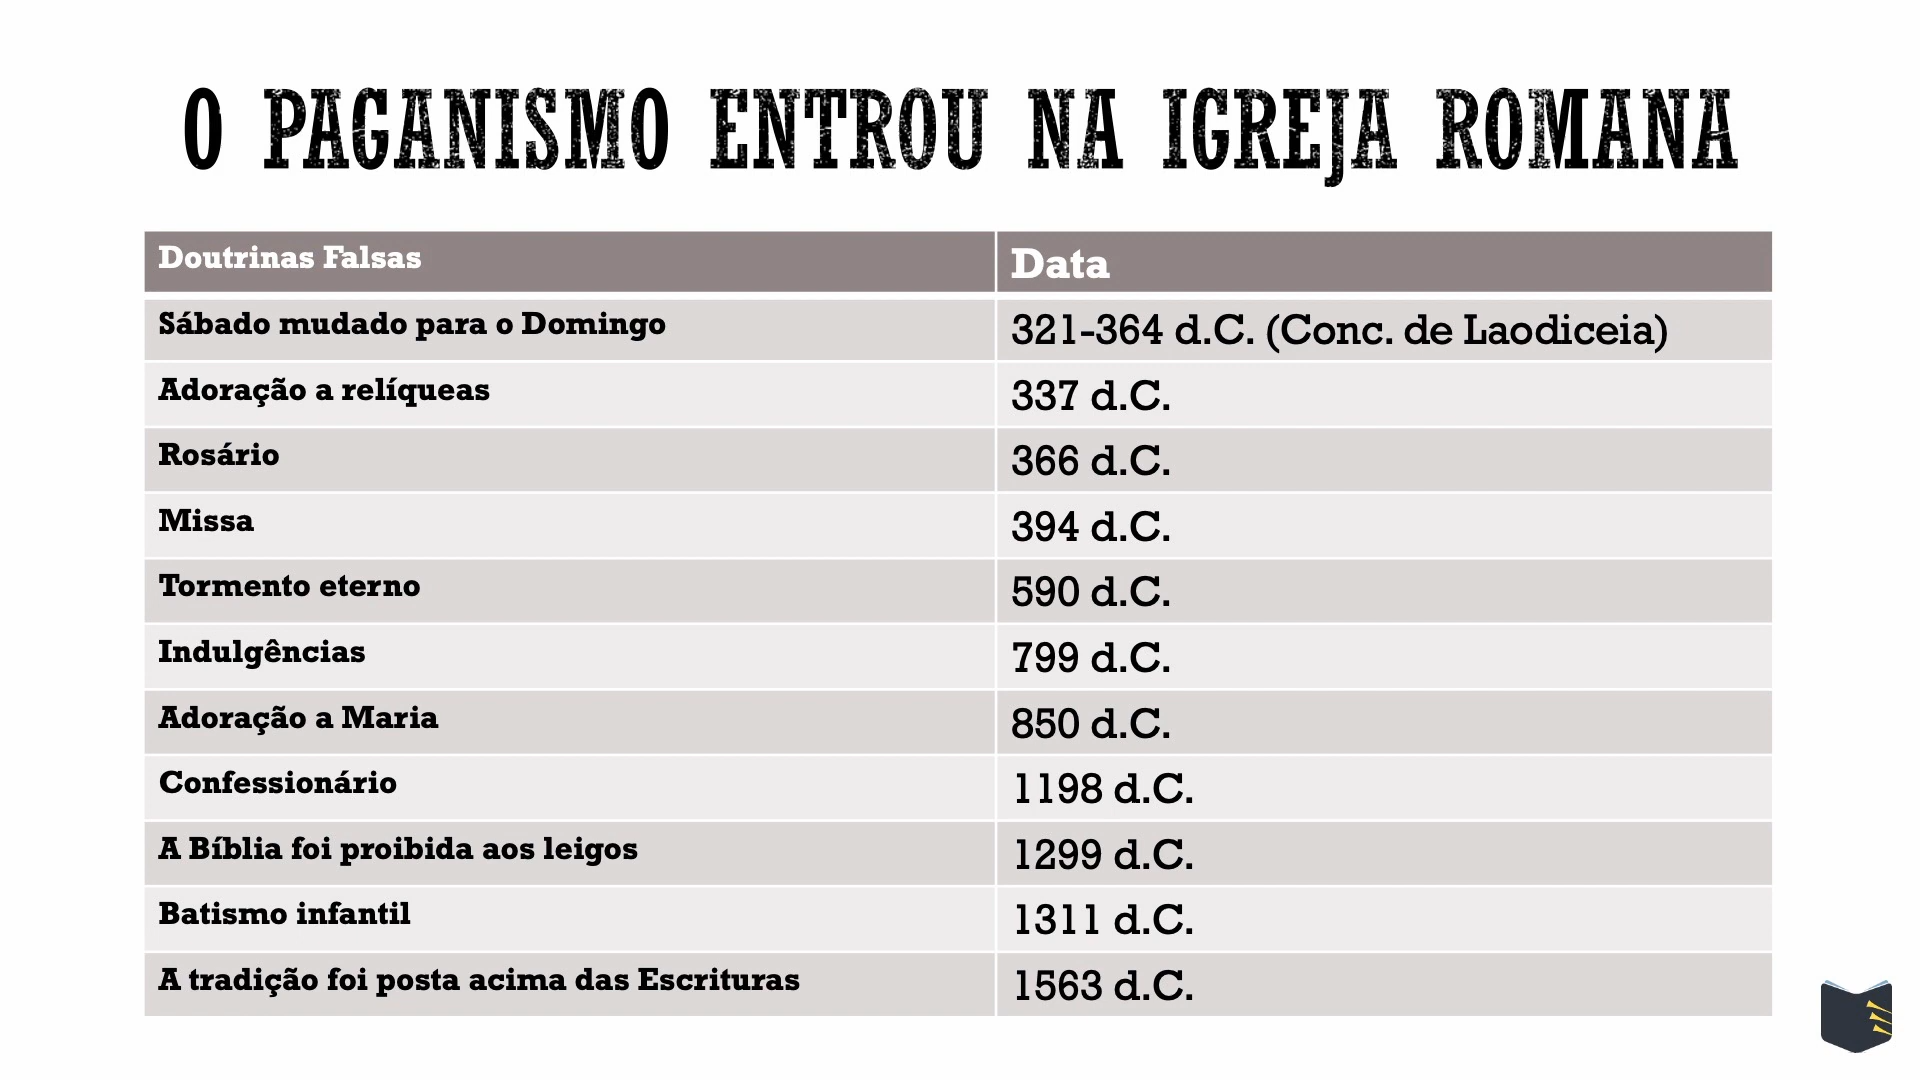 O PAGANISMO ENTROU NA IGREJA ROMANA
Doutrinas Falsas Data
Sábado mudado para o Domingo 321-364 d.C. (Conc. de Laodiceia)
Adoração a relíqueas 337 d.C.
Rosário 366 d.C.
Missa 394 d.C.
Tormento eterno 590 d.C.
Indulgências 799 d.C.
Adoração a Maria 850 d.C.
Confessionário 1198 d.C.
A Bíblia foi proibida aos leigos 1299 d.C.
Batismo infantil 1311 d.C.
A tradição foi posta acima das Escrituras 1563 d.C.